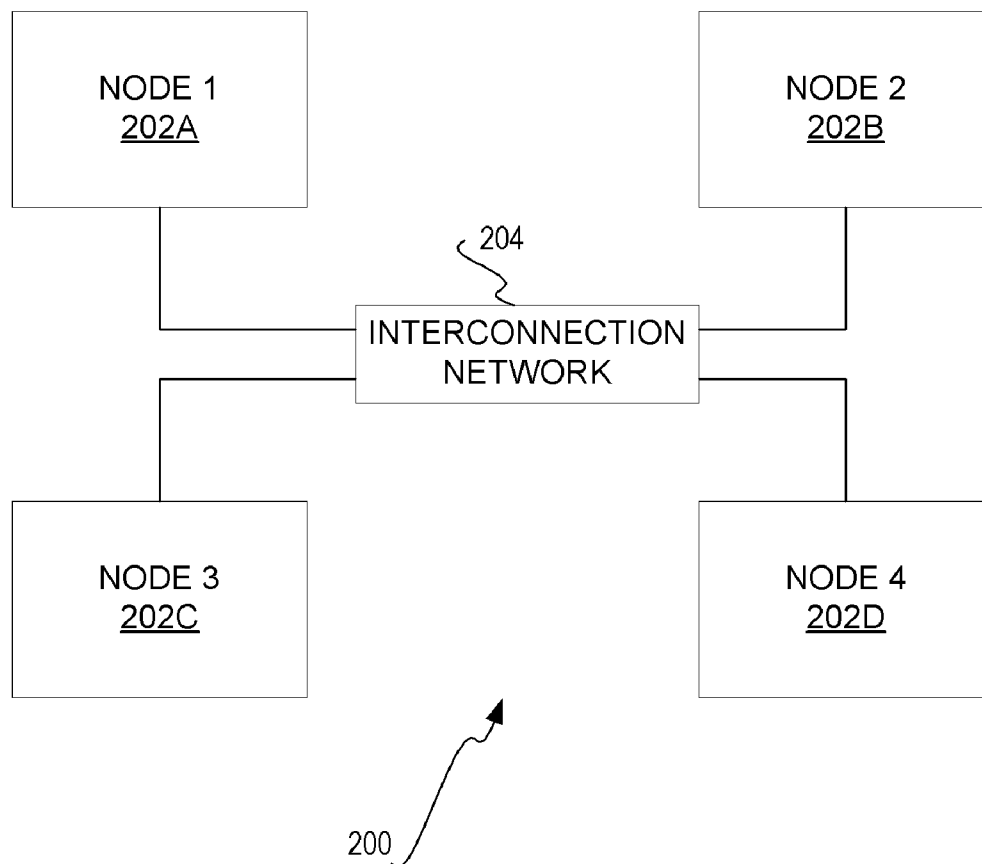 NODE 1
202A
NODE 2
202B
204
INTERCONNECTION
NETWORK
NODE 3
202C
NODE 4
202D
200